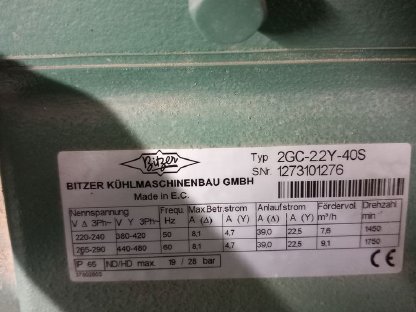 Bitzer
Typ 2GC-2.2Y-40S
BITZER KÜHLMASCHINENBAU GMBH S.Nr. 1273101276
Made in E.C.
Nennspannung Frequ. Max.Betr.strom Anlaufstrom Fördervol. Drehzahl
V Δ 3Ph~ V Y 3Ph~ Hz A (Δ) A (Y) A (Δ) A (Y) m³/h min
220-240 380-420 50 8,1 4,7 39,0 22,5 7,6 1450
265-290 440-480 60 8,1 4,7 39,0 22,5 9,1 1750
IP 65 ND/HD max. 19 / 28 bar CE